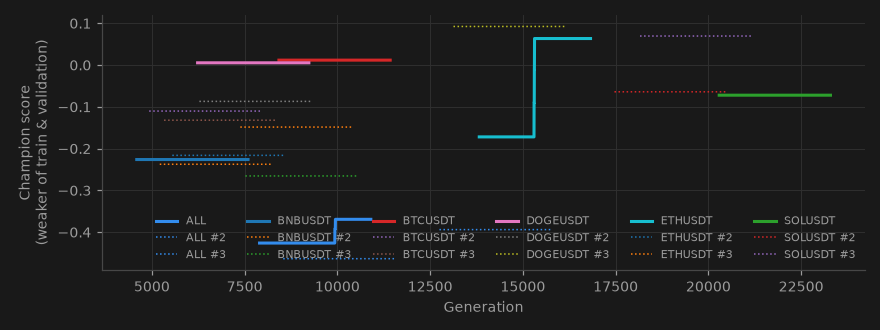 Champion score
(weaker of train & validation)
0.1
0.0
−0.1
−0.2
−0.3
−0.4
ALL
BNBUSDT
BTCUSDT
DOGEUSDT
ETHUSDT
SOLUSDT
ALL #2
BNBUSDT #2
BTCUSDT #2
DOGEUSDT #2
ETHUSDT #2
SOLUSDT #2
ALL #3
BNBUSDT #3
BTCUSDT #3
DOGEUSDT #3
ETHUSDT #3
SOLUSDT #3
5000
7500
10000
12500
15000
17500
20000
22500
Generation